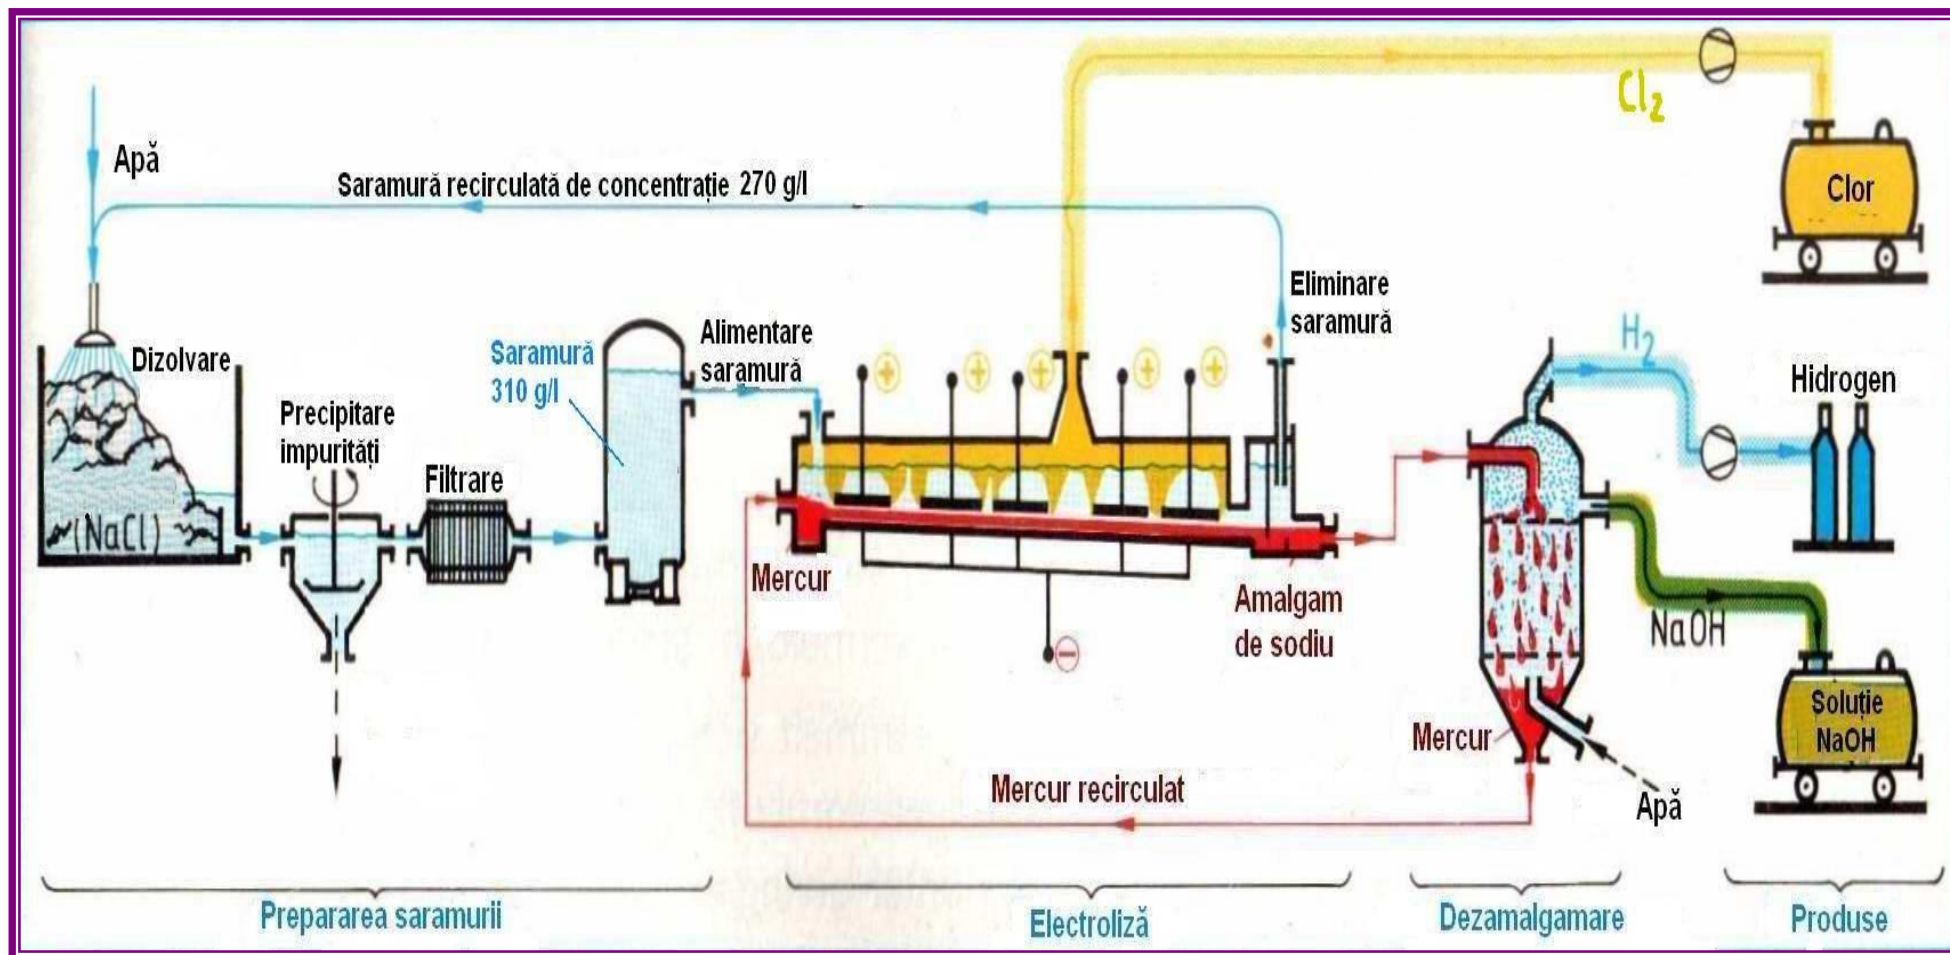 Cl₂
Apă
Saramură recirculată de concentrație 270 g/l
Clor
Eliminare
saramură
Dizolvare
Saramură
310 g/l
Alimentare
saramură
+
+
+
+
+
H₂
Hidrogen
Precipitare
impurități
Filtrare
(NaCl)
Mercur
Amalgam
de sodiu
−
NaOH
Soluție
NaOH
Mercur
Apă
Mercur recirculat
Prepararea saramurii
Electroliză
Dezamalgamare
Produse